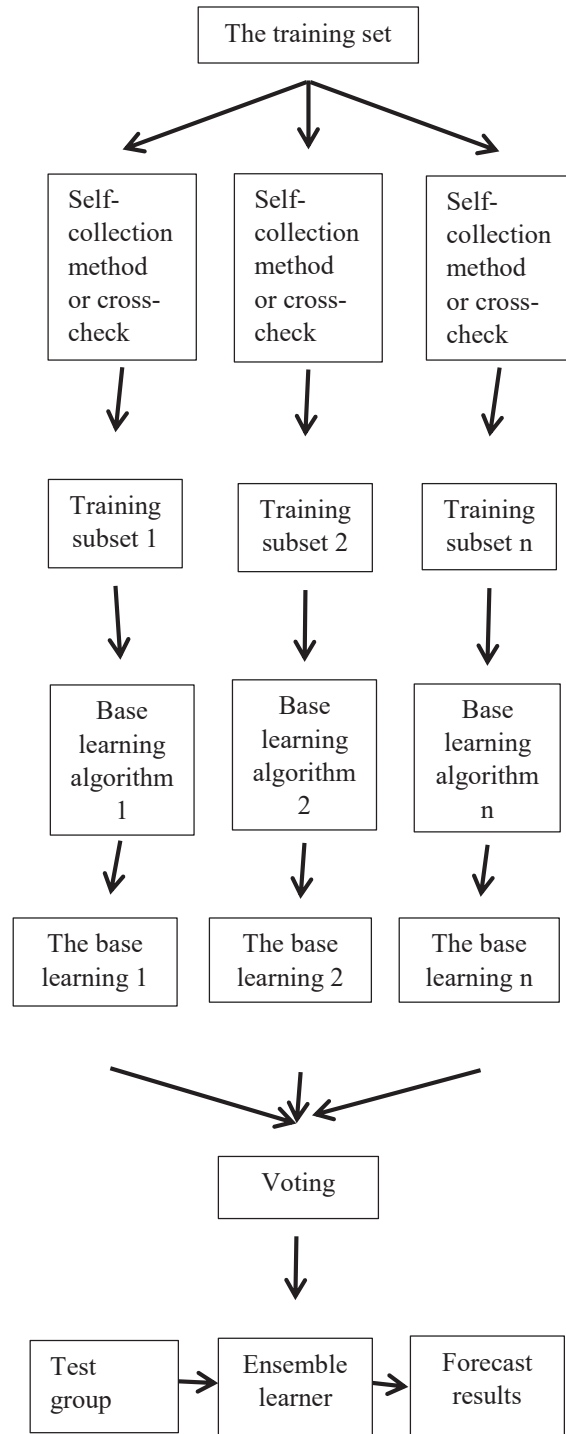 The training set
Self-
collection
method
or cross-
check
Self-
collection
method
or cross-
check
Self-
collection
method
or cross-
check
Training
subset 1
Training
subset 2
Training
subset n
Base
learning
algorithm
1
Base
learning
algorithm
2
Base
learning
algorithm
n
The base
learning 1
The base
learning 2
The base
learning n
Voting
Test
group
Ensemble
learner
Forecast
results